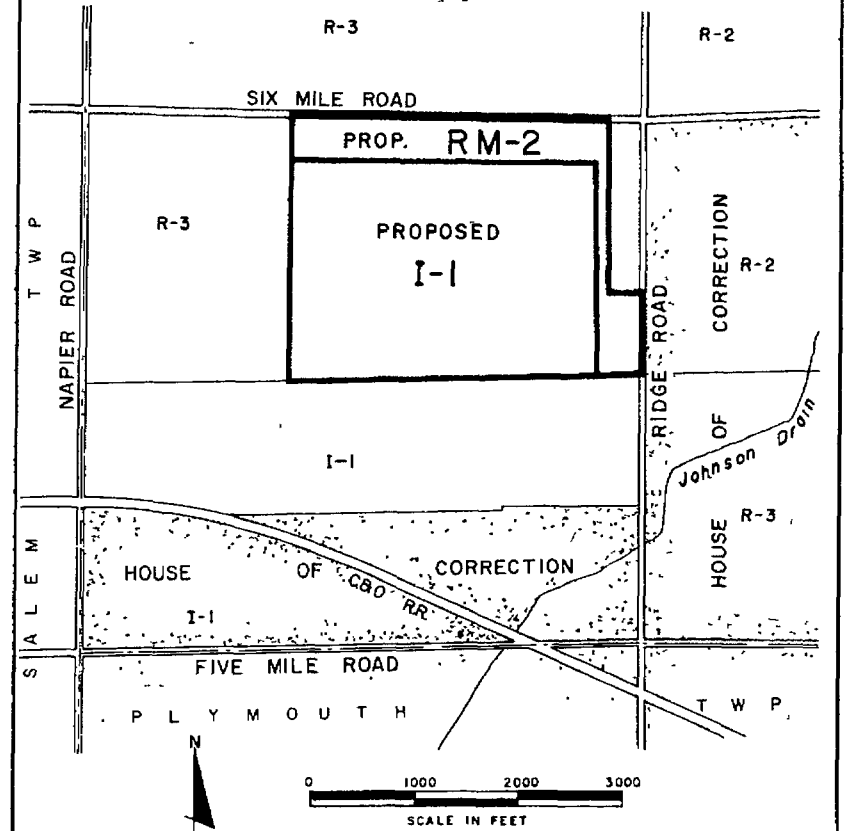 R-3
R-2
SIX MILE ROAD
PROP. RM-2
R-3
PROPOSED
I-1
R-2
TWP
NAPIER ROAD
RIDGE ROAD
CORRECTION
OF
HOUSE
Johnson Drain
I-1
R-3
SALEM
HOUSE OF CORRECTION
C&O R.R.
I-1
FIVE MILE ROAD
PLYMOUTH TWP.
N
0 1000 2000 3000
SCALE IN FEET